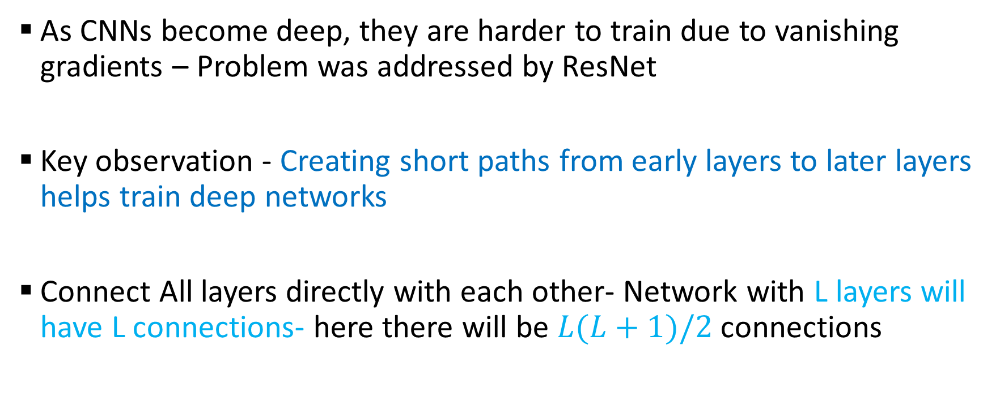 ▪ As CNNs become deep, they are harder to train due to vanishing
gradients – Problem was addressed by ResNet
▪ Key observation - Creating short paths from early layers to later layers
helps train deep networks
▪ Connect All layers directly with each other- Network with L layers will
have L connections- here there will be L(L + 1)/2 connections